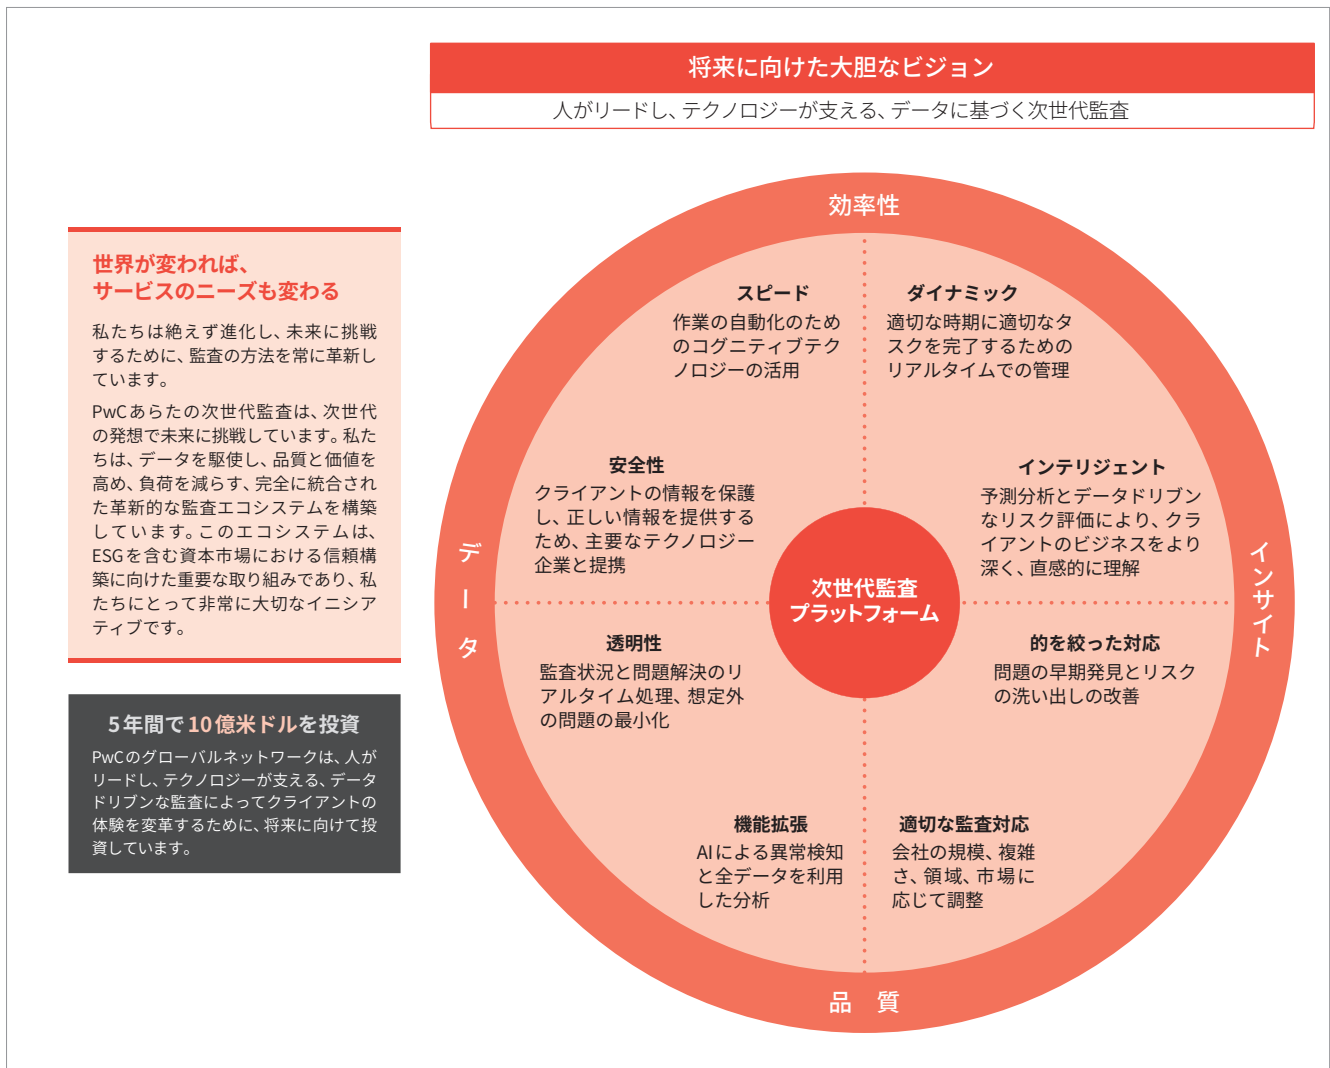 将来に向けた大胆なビジョン
人がリードし、テクノロジーが支える、データに基づく次世代監査
世界が変われば、
サービスのニーズも変わる
私たちは絶えず進化し、未来に挑戦
するために、監査の方法を常に革新し
ています。
PwCあらたの次世代監査は、次世代
の発想で未来に挑戦しています。私た
ちは、データを駆使し、品質と価値を
高め、負荷を減らす、完全に統合され
た革新的な監査エコシステムを構築
しています。このエコシステムは、
ESGを含む資本市場における信頼構
築に向けた重要な取り組みであり、私
たちにとって非常に大切なイニシア
ティブです。
5年間で10億米ドルを投資
PwCのグローバルネットワークは、人が
リードし、テクノロジーが支える、データ
ドリブンな監査によってクライアントの
体験を変革するために、将来に向けて投
資しています。
効率性
スピード
作業の自動化のため
のコグニティブテク
ノロジーの活用
ダイナミック
適切な時期に適切なタ
スクを完了するための
リアルタイムでの管理
安全性
クライアントの情報を保護
し、正しい情報を提供する
ため、主要なテクノロジー
企業と提携
インテリジェント
予測分析とデータドリブン
なリスク評価により、クラ
イアントのビジネスをより
深く、直感的に理解
データ
次世代監査
プラットフォーム
インサイト
透明性
監査状況と問題解決のリ
アルタイム処理、想定外
の問題の最小化
的を絞った対応
問題の早期発見とリスク
の洗い出しの改善
機能拡張
AIによる異常検知
と全データを利用
した分析
適切な監査対応
会社の規模、複雑
さ、領域、市場に
応じて調整
品 質